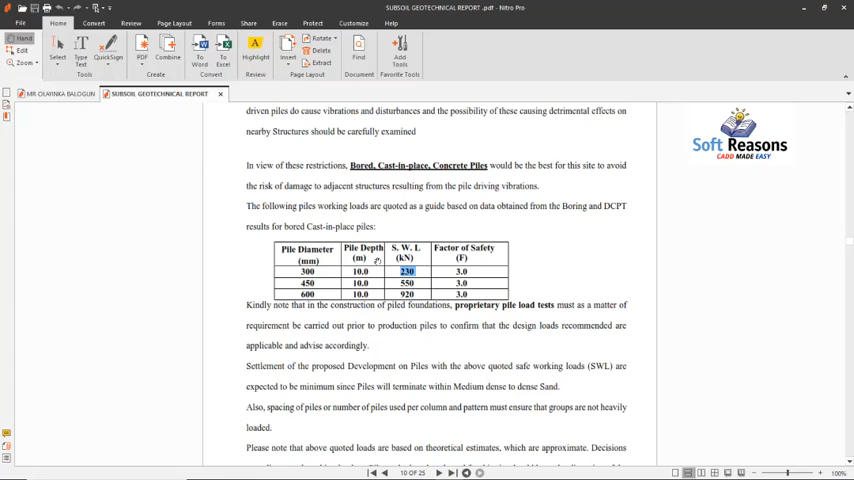 SUBSOIL GEOTECHNICAL REPORT .pdf - Nitro Pro
File Home Convert Review Page Layout Forms Share Erase Protect Customize Help
Hand
Edit
Zoom
Select
Type Text
QuickSign
PDF
Combine
To Word
To Excel
Highlight
Insert
Rotate
Delete
Extract
Find
Add Tools
Tools Create Convert Review Page Layout Document Favorite Tools
MR OLAYINKA BALOGUN SUBSOIL GEOTECHNICAL REPORT
driven piles do cause vibrations and disturbances and the possibility of these causing detrimental effects on
nearby Structures should be carefully examined
Soft Reasons
CADD MADE EASY
In view of these restrictions, Bored, Cast-in-place, Concrete Piles would be the best for this site to avoid
the risk of damage to adjacent structures resulting from the pile driving vibrations.
The following piles working loads are quoted as a guide based on data obtained from the Boring and DCPT
results for bored Cast-in-place piles:
Pile Diameter (mm) Pile Depth (m) S. W. L (kN) Factor of Safety (F)
300 10.0 230 3.0
450 10.0 550 3.0
600 10.0 920 3.0
Kindly note that in the construction of piled foundations, proprietary pile load tests must as a matter of
requirement be carried out prior to production piles to confirm that the design loads recommended are
applicable and advise accordingly.
Settlement of the proposed Development on Piles with the above quoted safe working loads (SWL) are
expected to be minimum since Piles will terminate within Medium dense to dense Sand.
Also, spacing of piles or number of piles used per column and pattern must ensure that groups are not heavily
loaded.
Please note that above quoted loads are based on theoretical estimates, which are approximate. Decisions
10 OF 25
100%